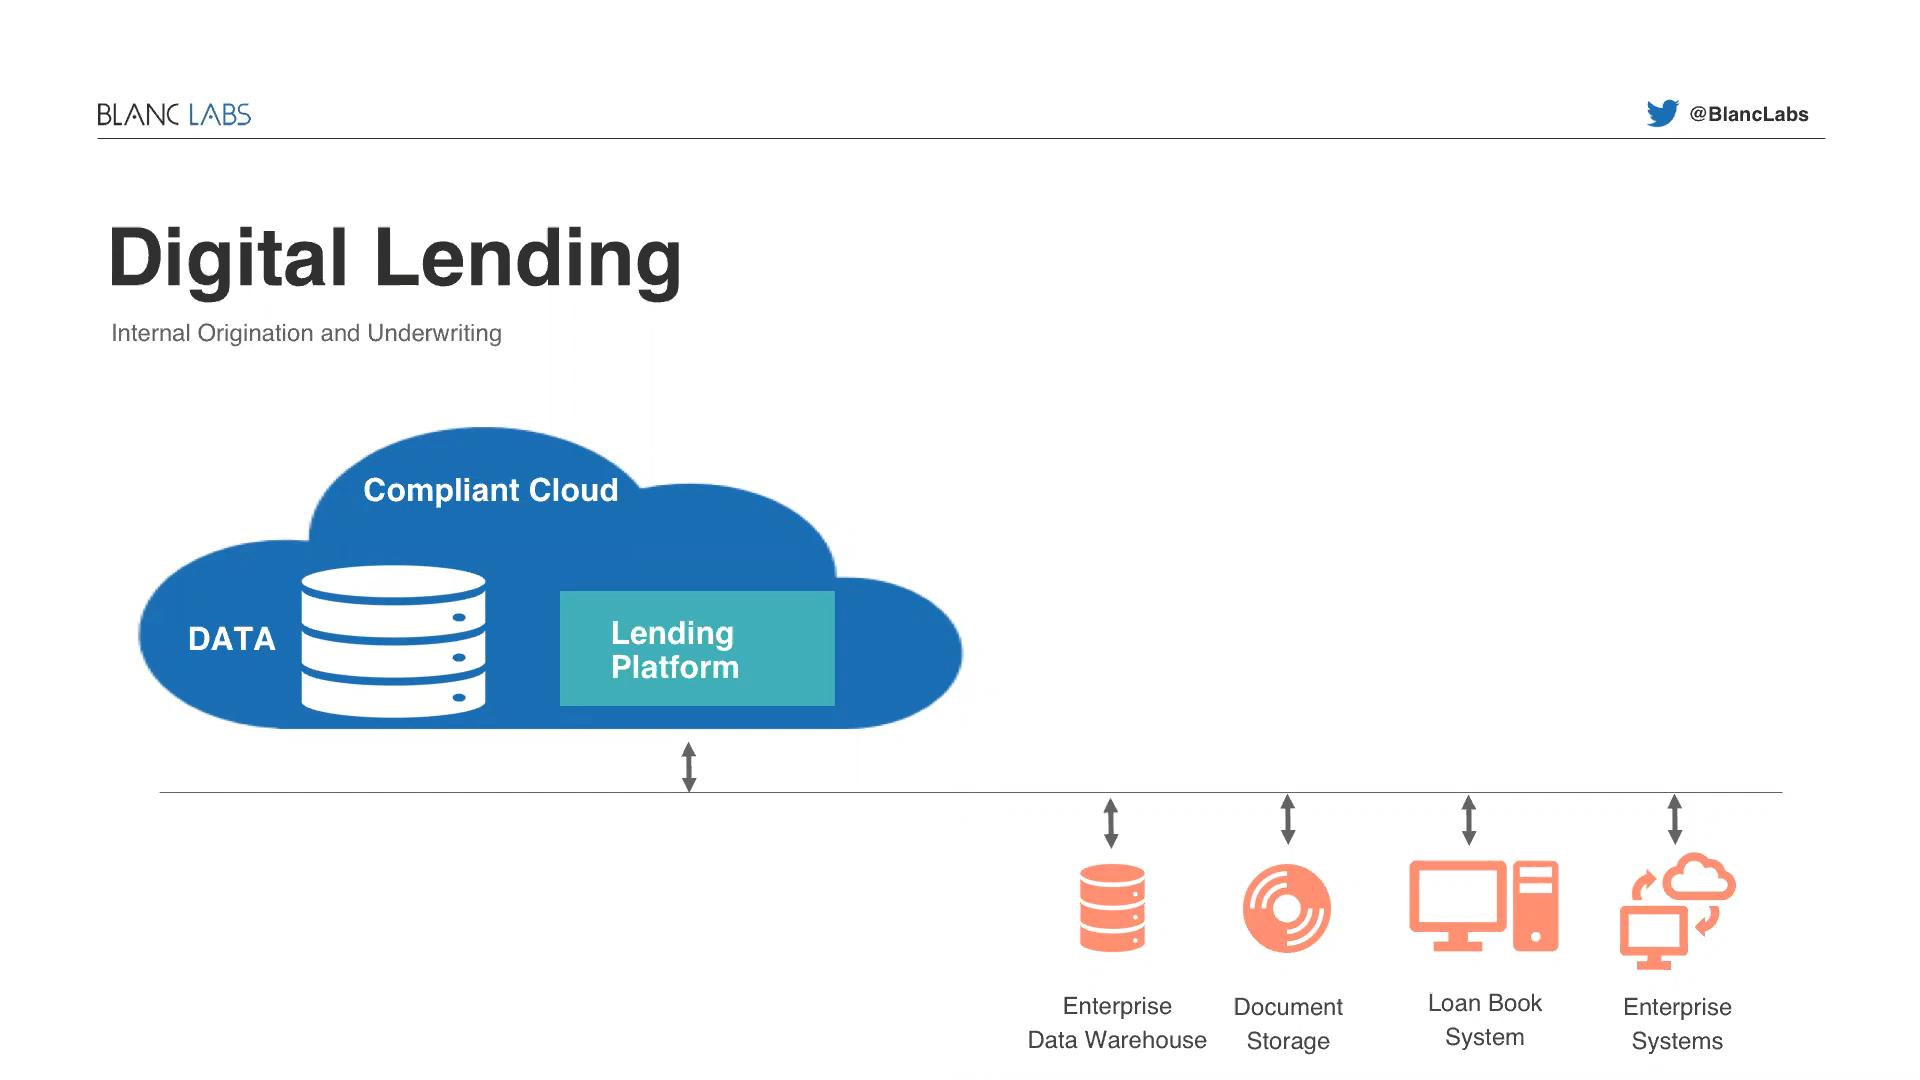 BLANC LABS
@BlancLabs
Digital Lending
Internal Origination and Underwriting
Compliant Cloud
DATA
Lending
Platform
Enterprise
Data Warehouse
Document
Storage
Loan Book
System
Enterprise
Systems